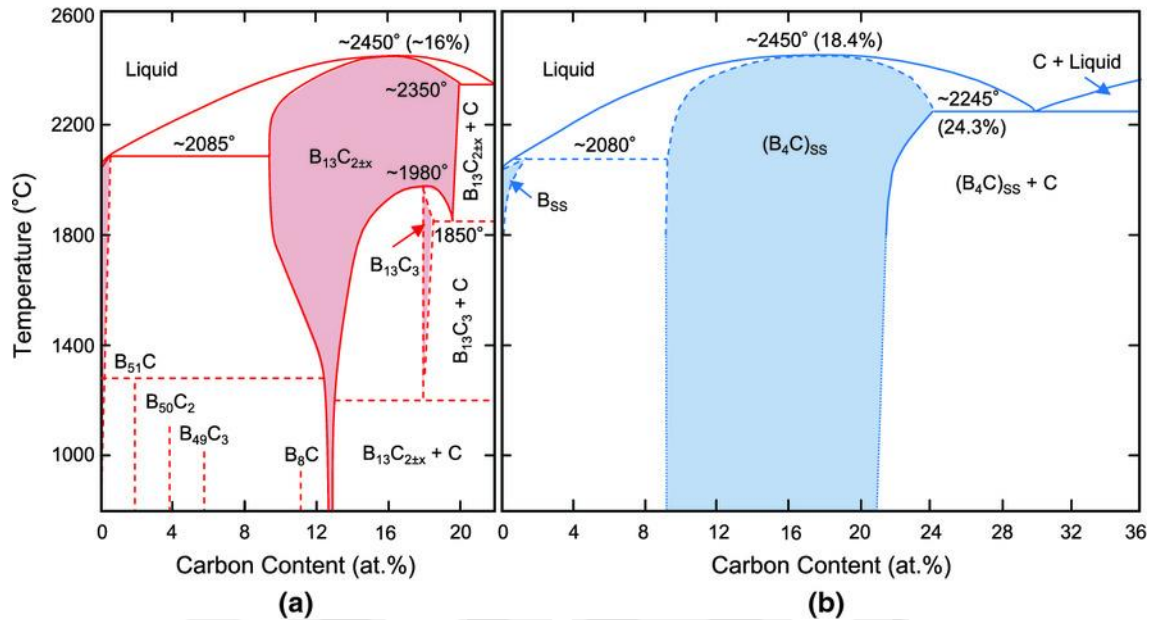 2600
2200
1800
1400
1000
Temperature (°C)
Liquid
~2450° (~16%)
~2350°
~2085°
B₁₃C₂±ₓ
~1980°
B₁₃C₂±ₓ + C
1850°
B₁₃C₃
B₁₃C₃ + C
B₅₁C
B₅₀C₂
B₄₉C₃
B₈C
B₁₃C₂±ₓ + C
0 4 8 12 16 20
Carbon Content (at.%)
(a)
Liquid
~2450° (18.4%)
C + Liquid
~2245°
(24.3%)
~2080°
(B₄C)SS
BSS
(B₄C)SS + C
0 4 8 12 16 20 24 28 32 36
Carbon Content (at.%)
(b)